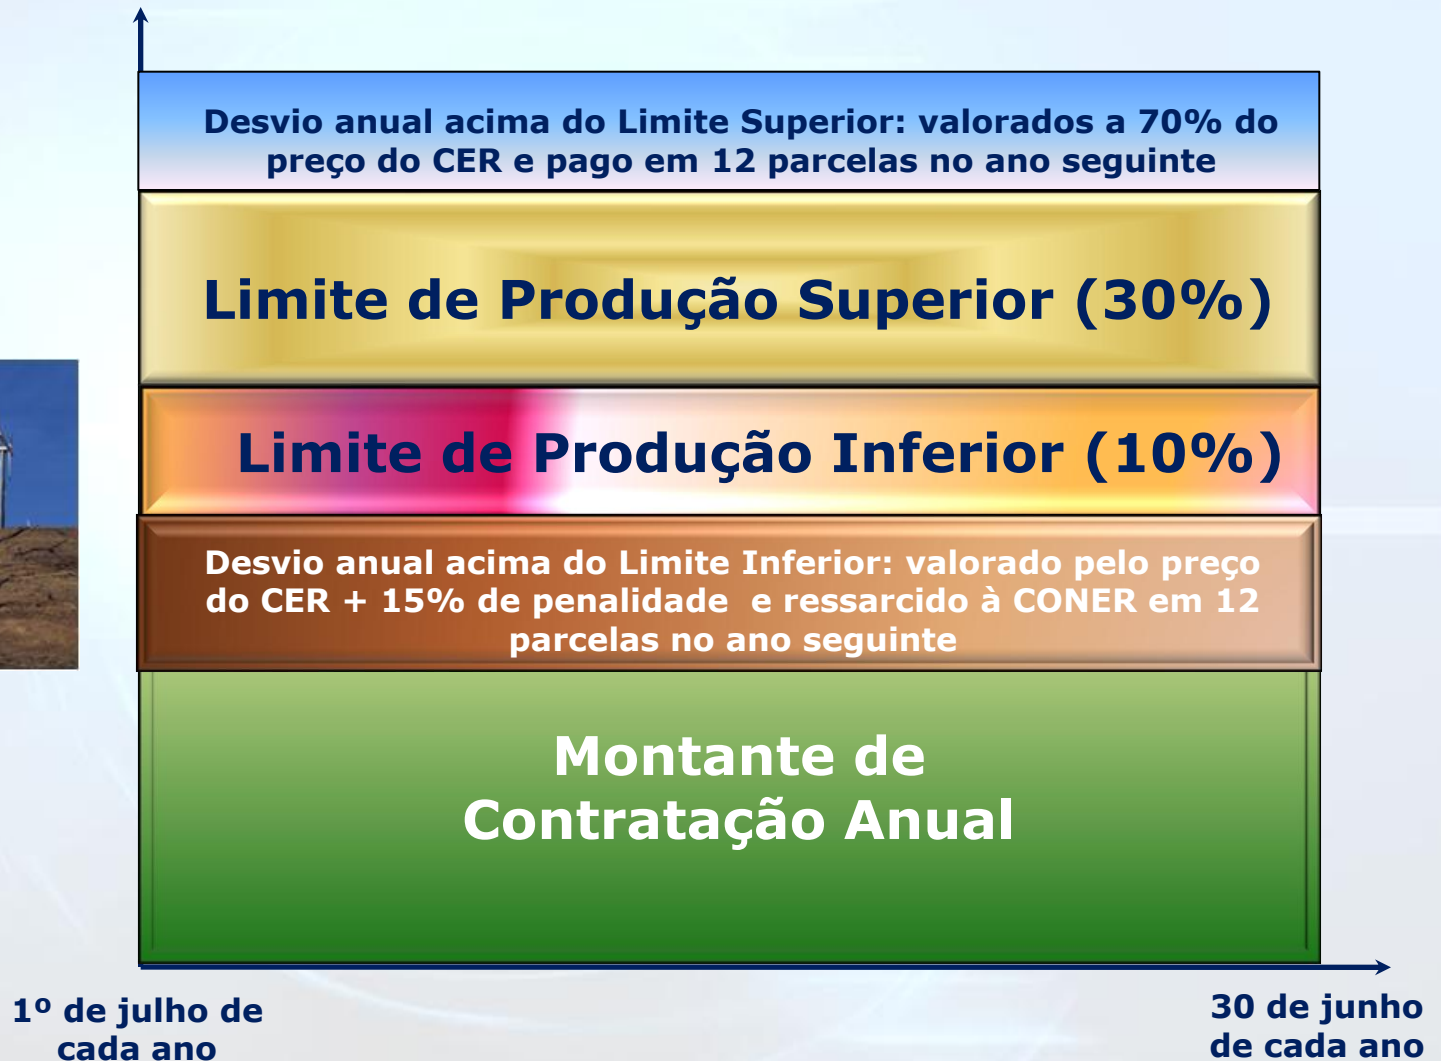 Desvio anual acima do Limite Superior: valorados a 70% do
preço do CER e pago em 12 parcelas no ano seguinte
Limite de Produção Superior (30%)
Limite de Produção Inferior (10%)
Desvio anual acima do Limite Inferior: valorado pelo preço
do CER + 15% de penalidade e ressarcido à CONER em 12
parcelas no ano seguinte
Montante de
Contratação Anual
1º de julho de
cada ano
30 de junho
de cada ano